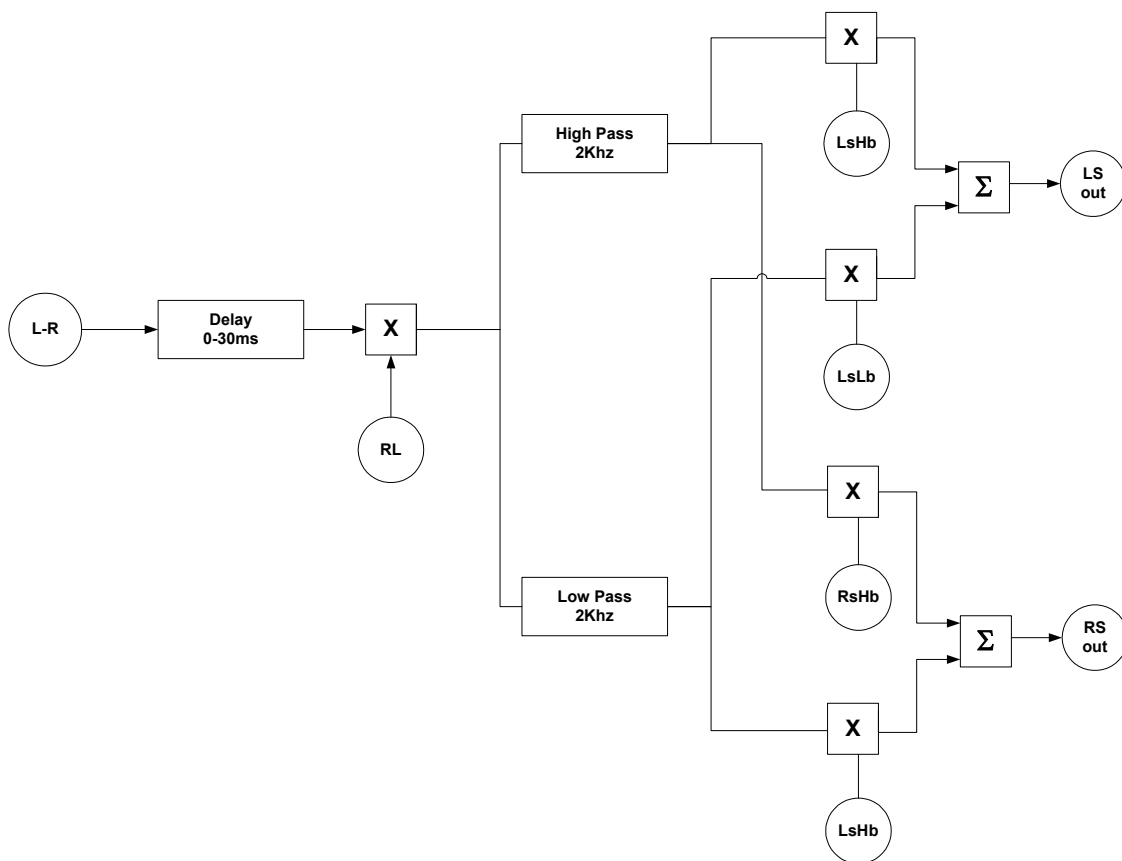 X
LsHb
High Pass
2Khz
Σ
LS
out
X
LsLb
L-R
Delay
0-30ms
X
RL
X
RsHb
Low Pass
2Khz
Σ
RS
out
X
LsHb